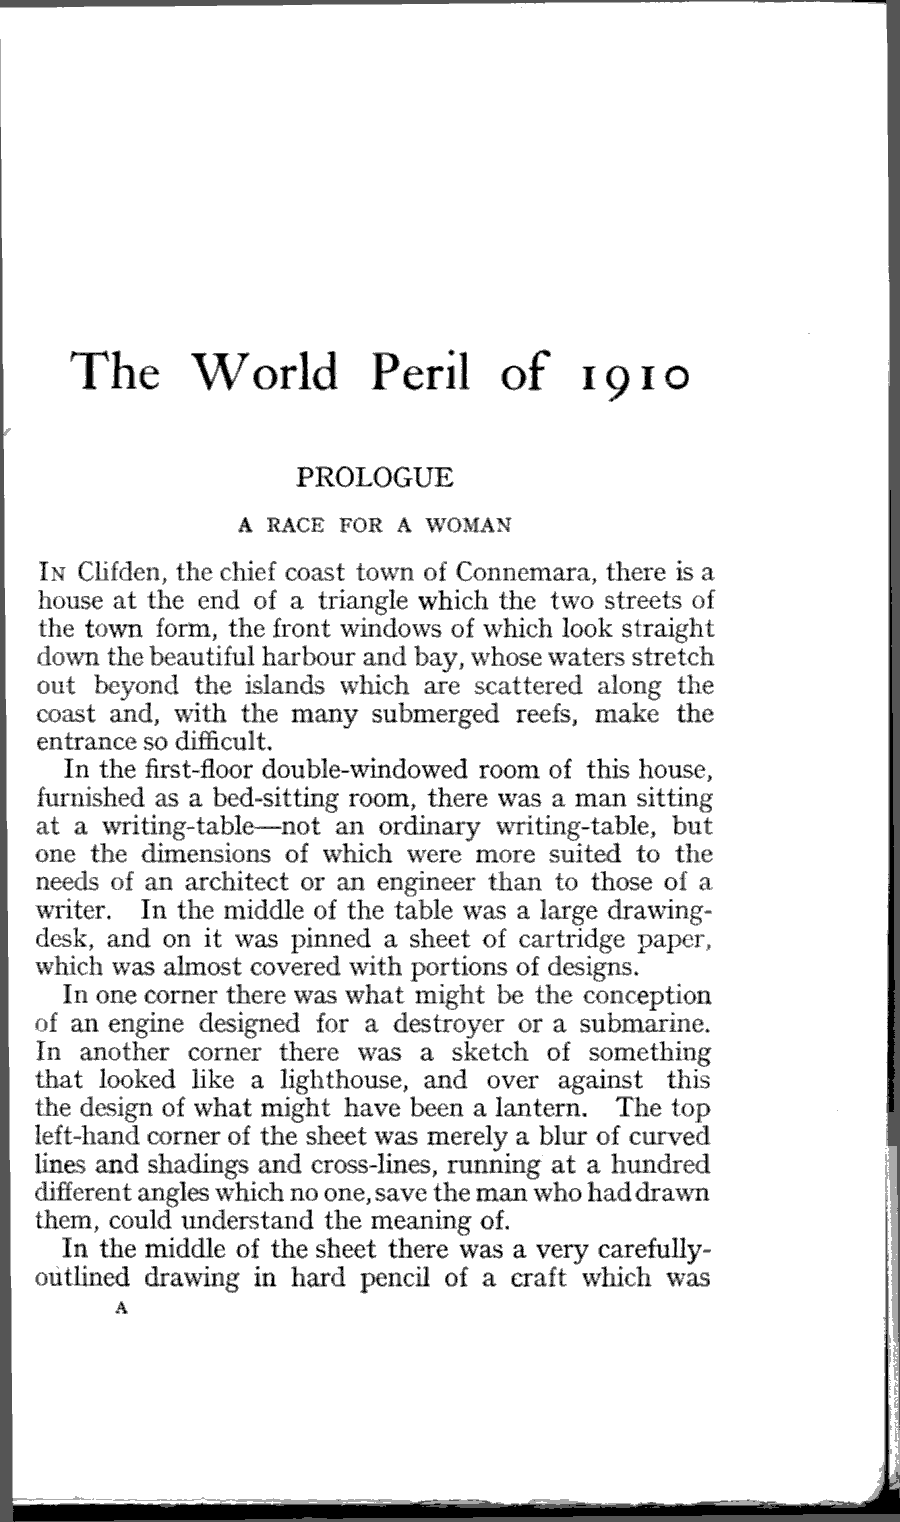 The World Peril of 1910
PROLOGUE
A RACE FOR A WOMAN
IN Clifden, the chief coast town of Connemara, there is a
house at the end of a triangle which the two streets of
the town form, the front windows of which look straight
down the beautiful harbour and bay, whose waters stretch
out beyond the islands which are scattered along the
coast and, with the many submerged reefs, make the
entrance so difficult.
In the first-floor double-windowed room of this house,
furnished as a bed-sitting room, there was a man sitting
at a writing-table—not an ordinary writing-table, but
one the dimensions of which were more suited to the
needs of an architect or an engineer than to those of a
writer. In the middle of the table was a large drawing-
desk, and on it was pinned a sheet of cartridge paper,
which was almost covered with portions of designs.
In one corner there was what might be the conception
of an engine designed for a destroyer or a submarine.
In another corner there was a sketch of something
that looked like a lighthouse, and over against this
the design of what might have been a lantern. The top
left-hand corner of the sheet was merely a blur of curved
lines and shadings and cross-lines, running at a hundred
different angles which no one, save the man who had drawn
them, could understand the meaning of.
In the middle of the sheet there was a very carefully-
outlined drawing in hard pencil of a craft which was
A